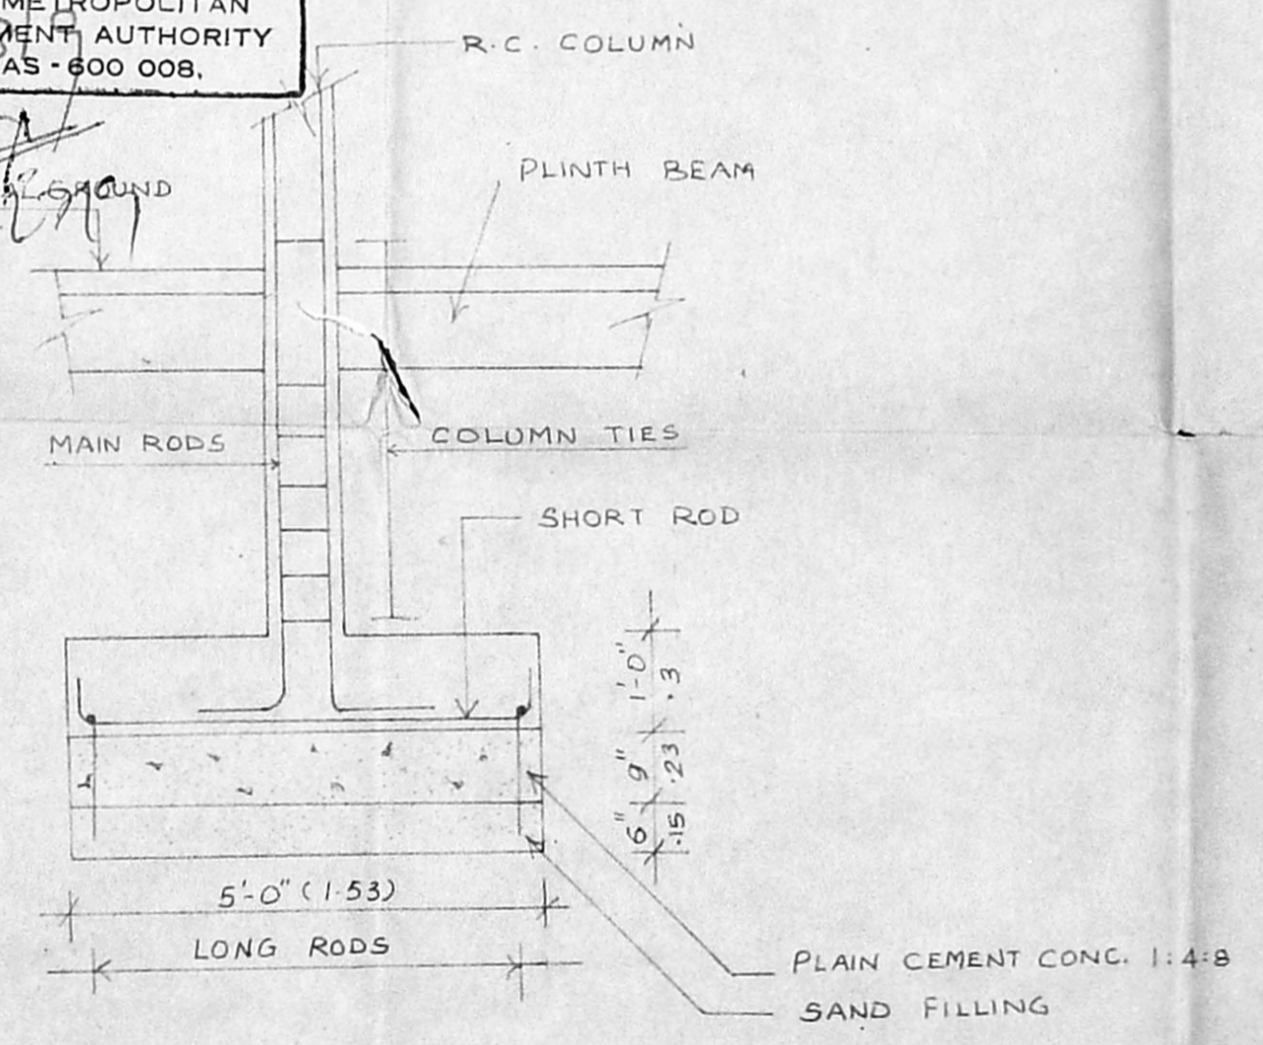 METROPOLITAN
MENT AUTHORITY
AS - 600 008.
R.C. COLUMN
PLINTH BEAM
GROUND
MAIN RODS
COLUMN TIES
SHORT ROD
1'-0" .3
9" .23
6" .15
5'-0" (1.53)
LONG RODS
PLAIN CEMENT CONC. 1:4:8
SAND FILLING